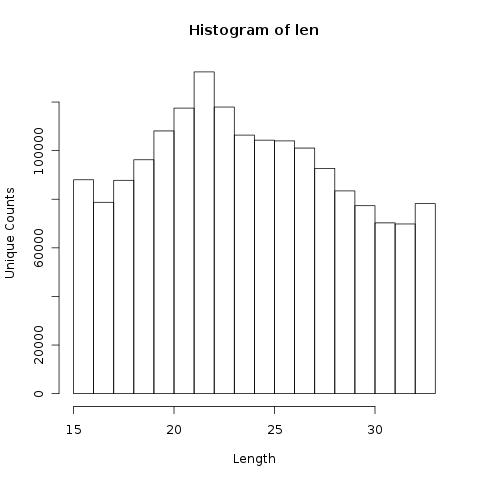 Histogram of len
Unique Counts
100000
60000
20000
0
15 20 25 30
Length